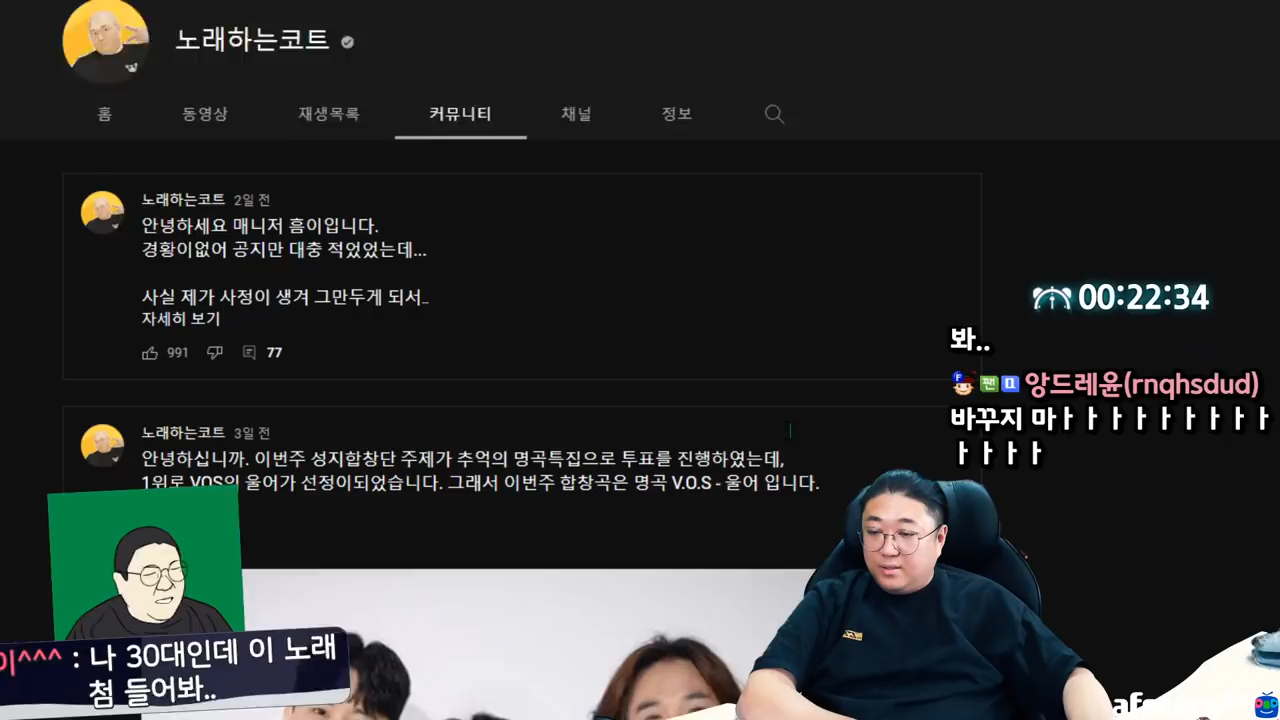 노래하는코트
홈 동영상 재생목록 커뮤니티 채널 정보
노래하는코트 2일 전
안녕하세요 매니저 흠이입니다.
경황이없어 공지만 대충 적었었는데...
사실 제가 사정이 생겨 그만두게 되서...
자세히 보기
991 77
노래하는코트 3일 전
안녕하십니까. 이번주 성지합창단 주제가 추억의 명곡특집으로 투표를 진행하였는데,
1위로 VOS의 울어가 선정이되었습니다. 그래서 이번주 합창곡은 명곡 V.O.S - 울어 입니다.
00:22:34
봐..
F 팬 앙드레윤(rnqhsdud)
바꾸지 마ㅏㅏㅏㅏㅏㅏㅏㅏㅏ
ㅏㅏㅏㅏ
이^^^ : 나 30대인데 이 노래
첨 들어봐..